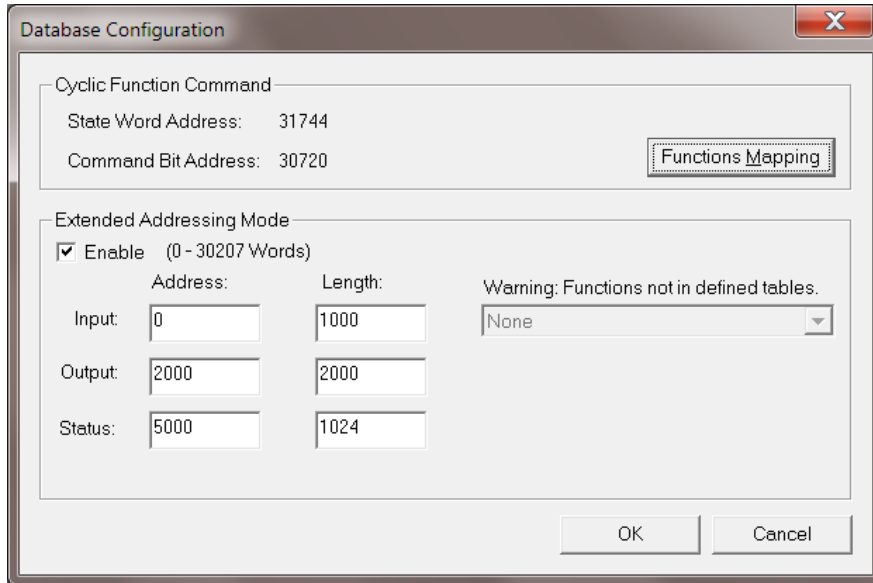 Database Configuration
Cyclic Function Command
State Word Address: 31744
Command Bit Address: 30720
Functions Mapping
Extended Addressing Mode
Enable (0 - 30207 Words)
Address: Length:
Warning: Functions not in defined tables.
Input: 0 1000 None
Output: 2000 2000
Status: 5000 1024
OK Cancel